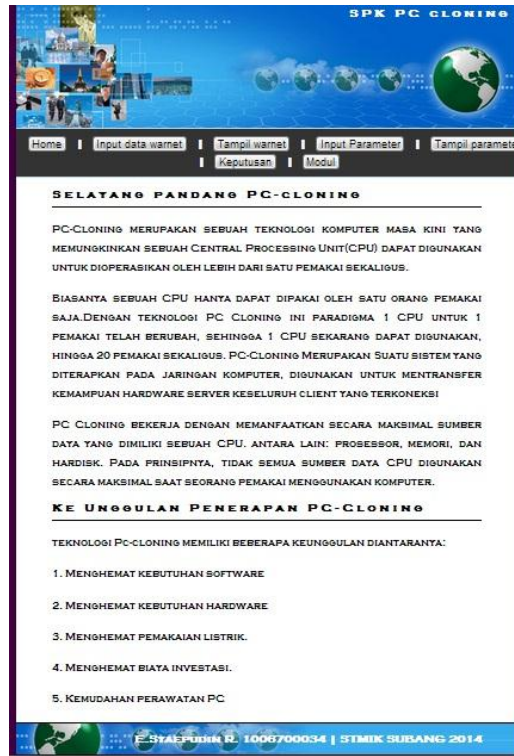 SPK PC CLONING
Home | Input data warnet | Tampil warnet | Input Parameter | Tampil paramete
| Keputusan | Modul
SELAYANG PANDANG PC-CLONING
PC-CLONING MERUPAKAN SEBUAH TEKNOLOGI KOMPUTER MASA KINI YANG
MEMUNGKINKAN SEBUAH CENTRAL PROCESSING UNIT(CPU) DAPAT DIGUNAKAN
UNTUK DIOPERASIKAN OLEH LEBIH DARI SATU PEMAKAI SEKALIGUS.
BIASANYA SEBUAH CPU HANYA DAPAT DIPAKAI OLEH SATU ORANG PEMAKAI
SAJA.DENGAN TEKNOLOGI PC CLONING INI PARADIGMA 1 CPU UNTUK 1
PEMAKAI TELAH BERUBAH, SEHINGGA 1 CPU SEKARANG DAPAT DIGUNAKAN,
HINGGA 20 PEMAKAI SEKALIGUS. PC-CLONING MERUPAKAN SUATU SISTEM YANG
DITERAPKAN PADA JARINGAN KOMPUTER, DIGUNAKAN UNTUK MENTRANSFER
KEMAMPUAN HARDWARE SERVER KESELURUH CLIENT YANG TERKONEKSI
PC CLONING BEKERJA DENGAN MEMANFAATKAN SECARA MAKSIMAL SUMBER
DAYA YANG DIMILIKI SEBUAH CPU. ANTARA LAIN: PROSESSOR, MEMORI, DAN
HARDISK. PADA PRINSIPNYA, TIDAK SEMUA SUMBER DAYA CPU DIGUNAKAN
SECARA MAKSIMAL SAAT SEORANG PEMAKAI MENGGUNAKAN KOMPUTER.
KE UNGGULAN PENERAPAN PC-CLONING
TEKNOLOGI PC-CLONING MEMILIKI BEBERAPA KEUNGGULAN DIANTARANYA:
1. MENGHEMAT KEBUTUHAN SOFTWARE
2. MENGHEMAT KEBUTUHAN HARDWARE
3. MENGHEMAT PEMAKAIAN LISTRIK.
4. MENGHEMAT BIAYA INVESTASI.
5. KEMUDAHAN PERAWATAN PC
E.SYAEPUDIN R. 1006700034 | STMIK SUBANG 2014